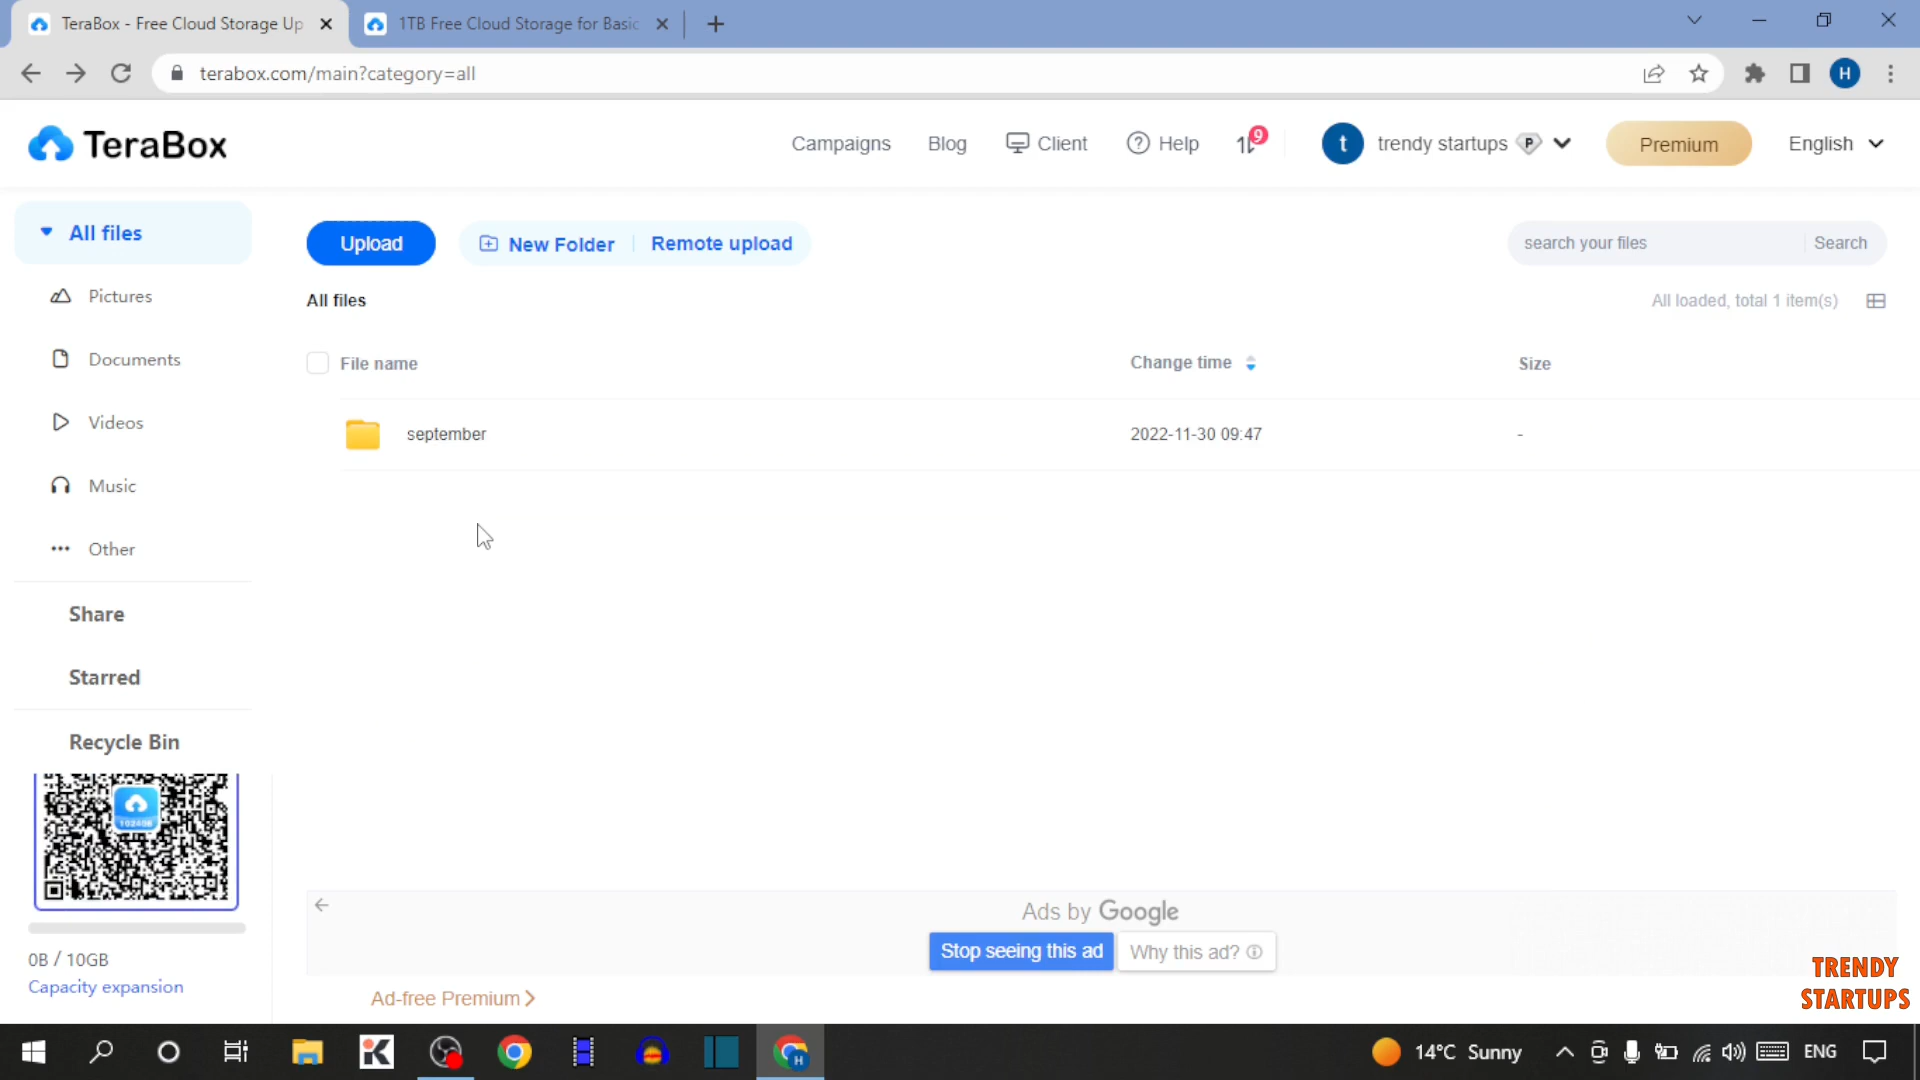 TeraBox - Free Cloud Storage Up
1TB Free Cloud Storage for Basic
terabox.com/main?category=all
H
TeraBox
Campaigns
Blog
Client
Help
9
t
trendy startups
P
Premium
English
All files
Upload
New Folder
Remote upload
search your files
Search
Pictures
All files
All loaded, total 1 item(s)
Documents
File name
Change time
Size
Videos
september
2022-11-30 09:47
-
Music
Other
Share
Starred
Recycle Bin
1024GB
Ads by Google
Stop seeing this ad
Why this ad?
0B / 10GB
Capacity expansion
Ad-free Premium
TRENDY
STARTUPS
K
H
14°C Sunny
ENG